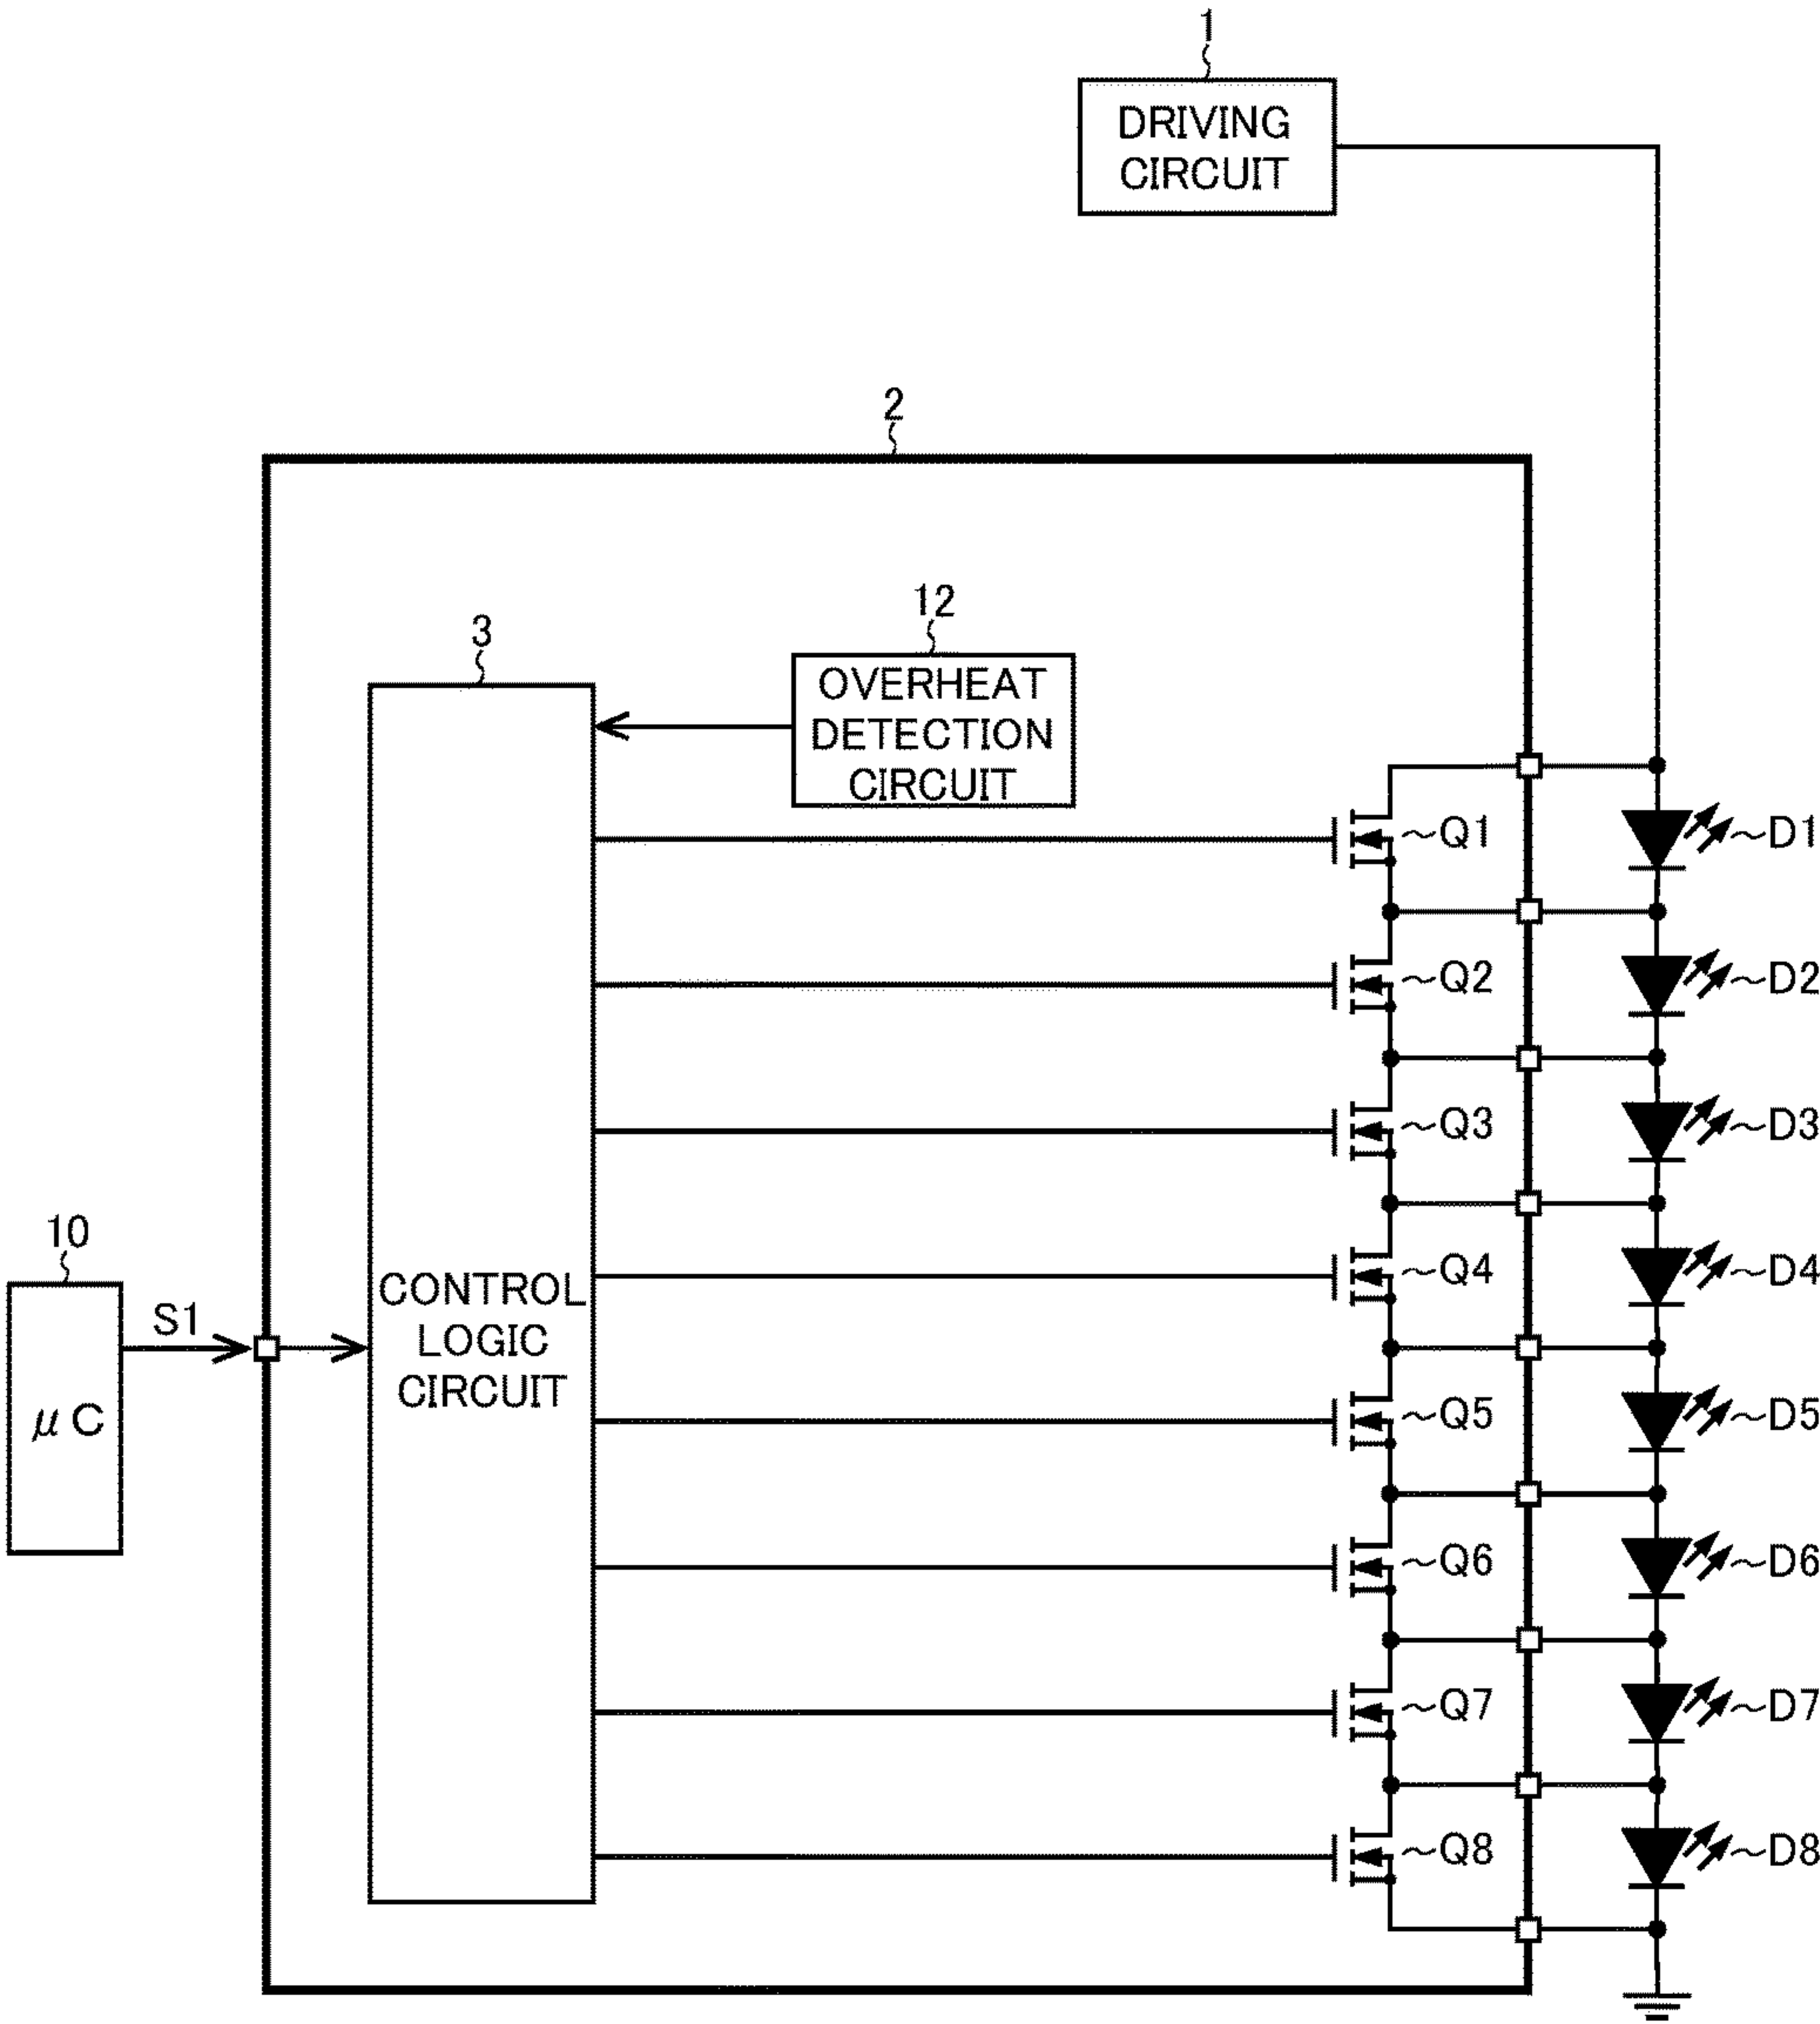 1
DRIVING
CIRCUIT
2
12
3
OVERHEAT
DETECTION
CIRCUIT
~Q1
~D1
~Q2
~D2
~Q3
~D3
10
~Q4
~D4
CONTROL
LOGIC
CIRCUIT
S1
μC
~Q5
~D5
~Q6
~D6
~Q7
~D7
~Q8
~D8